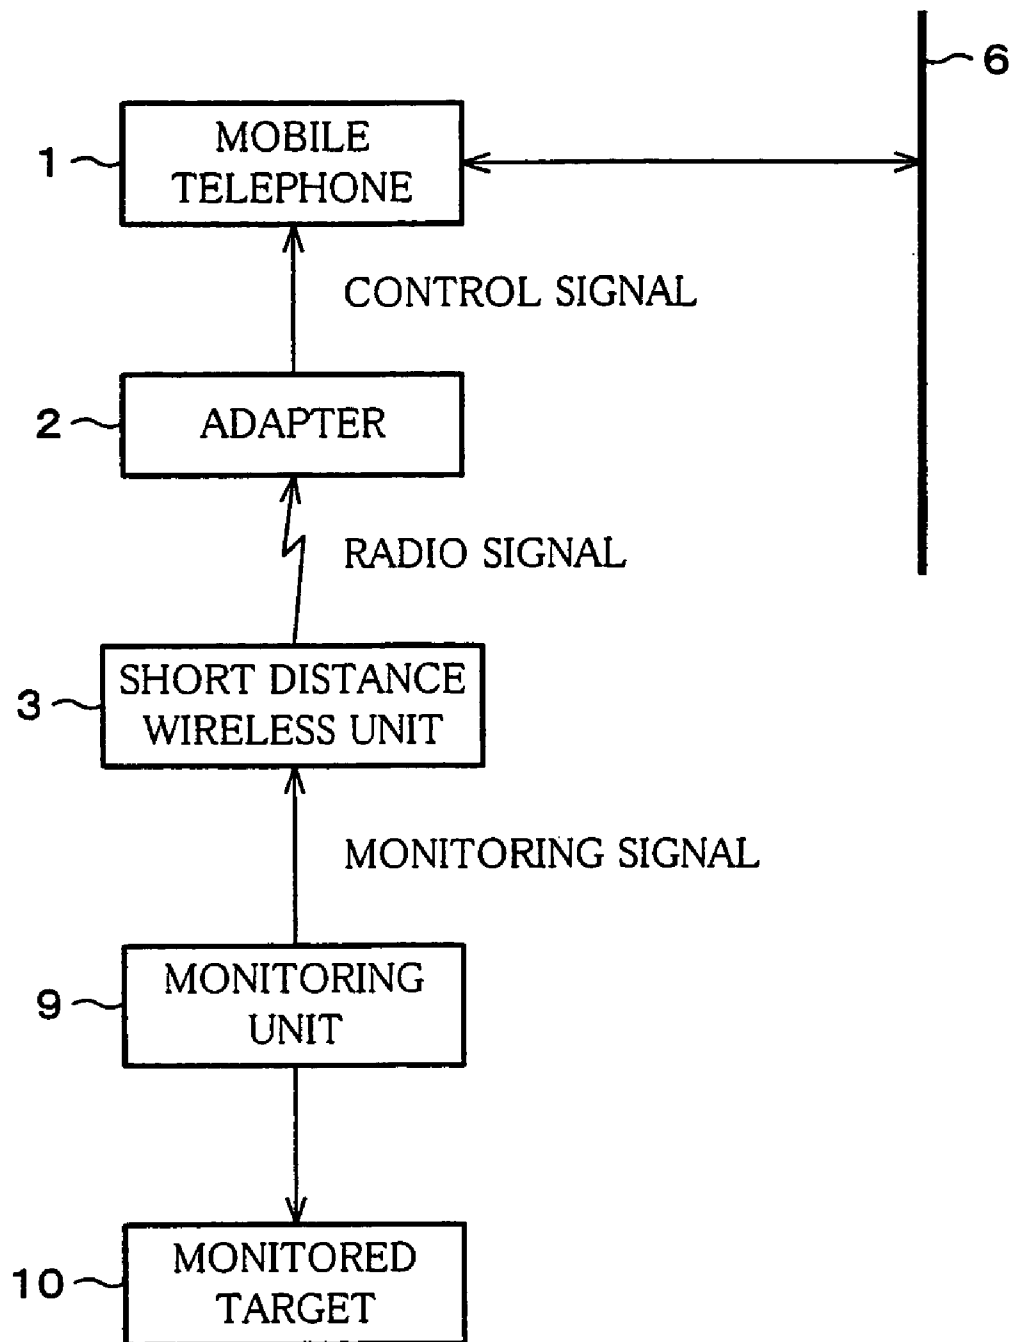 6
1
MOBILE
TELEPHONE
CONTROL SIGNAL
2
ADAPTER
RADIO SIGNAL
3
SHORT DISTANCE
WIRELESS UNIT
MONITORING SIGNAL
9
MONITORING
UNIT
10
MONITORED
TARGET